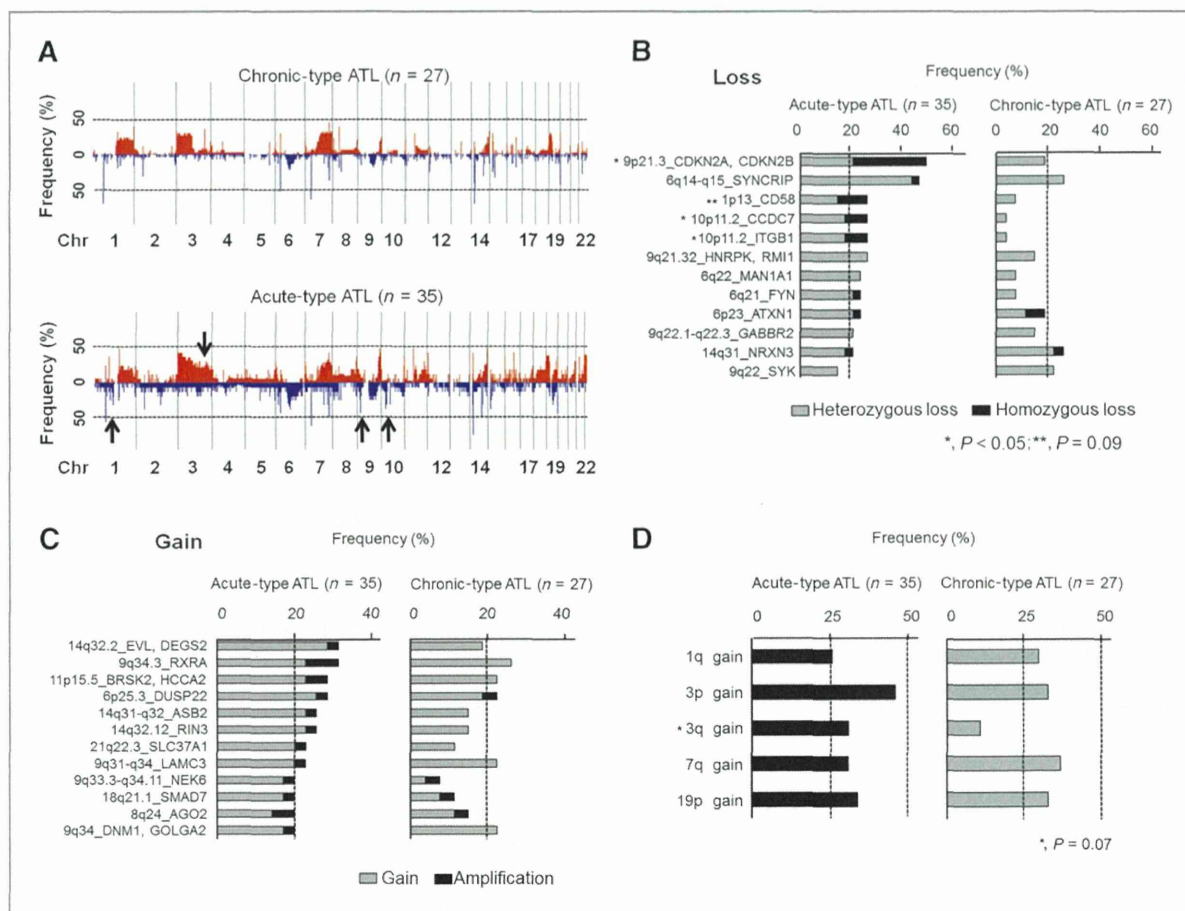 A
Chronic-type ATL (n = 27)
Frequency (%)
50
0
50
Chr 1 2 3 4 5 6 7 8 9 10 12 14 17 19 22
Acute-type ATL (n = 35)
Frequency (%)
50
0
50
Chr 1 2 3 4 5 6 7 8 9 10 12 14 17 19 22
B
Loss
Frequency (%)
Acute-type ATL (n = 35) Chronic-type ATL (n = 27)
0 20 40 60 0 20 40 60
* 9p21.3_CDKN2A, CDKN2B
6q14-q15_SYNCRIP
** 1p13_CD58
* 10p11.2_CCDC7
*10p11.2_ITGB1
9q21.32_HNRPK, RMI1
6q22_MAN1A1
6q21_FYN
6p23_ATXN1
9q22.1-q22.3_GABBR2
14q31_NRXN3
9q22_SYK
Heterozygous loss Homozygous loss
*, P < 0.05; **, P = 0.09
C
Gain
Frequency (%)
Acute-type ATL (n = 35) Chronic-type ATL (n = 27)
0 20 40 0 20 40
14q32.2_EVL, DEGS2
9q34.3_RXRA
11p15.5_BRSK2, HCCA2
6p25.3_DUSP22
14q31-q32_ASB2
14q32.12_RIN3
21q22.3_SLC37A1
9q31-q34_LAMC3
9q33.3-q34.11_NEK6
18q21.1_SMAD7
8q24_AGO2
9q34_DNM1, GOLGA2
Gain Amplification
D
Frequency (%)
Acute-type ATL (n = 35) Chronic-type ATL (n = 27)
0 25 50 0 25 50
1q gain
3p gain
* 3q gain
7q gain
19p gain
*, P = 0.07